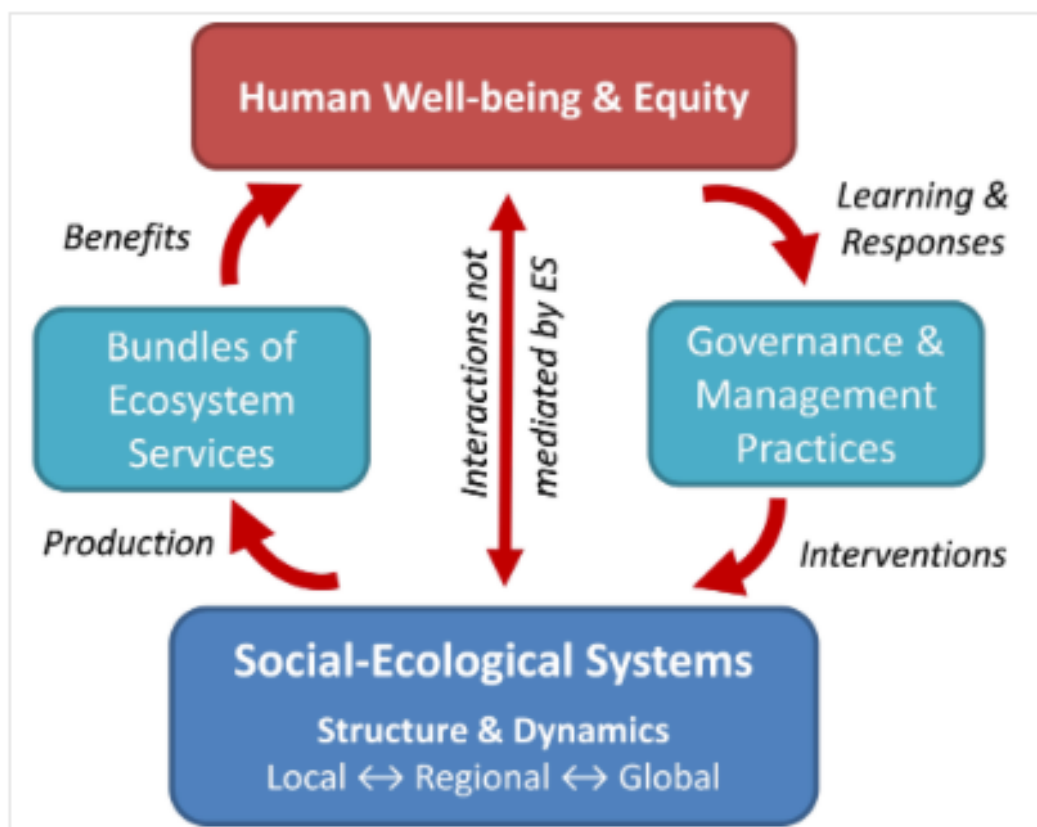 Human Well-being & Equity
Benefits
Learning &
Responses
Interactions not
mediated by ES
Bundles of
Ecosystem
Services
Governance &
Management
Practices
Production
Interventions
Social-Ecological Systems
Structure & Dynamics
Local ↔ Regional ↔ Global